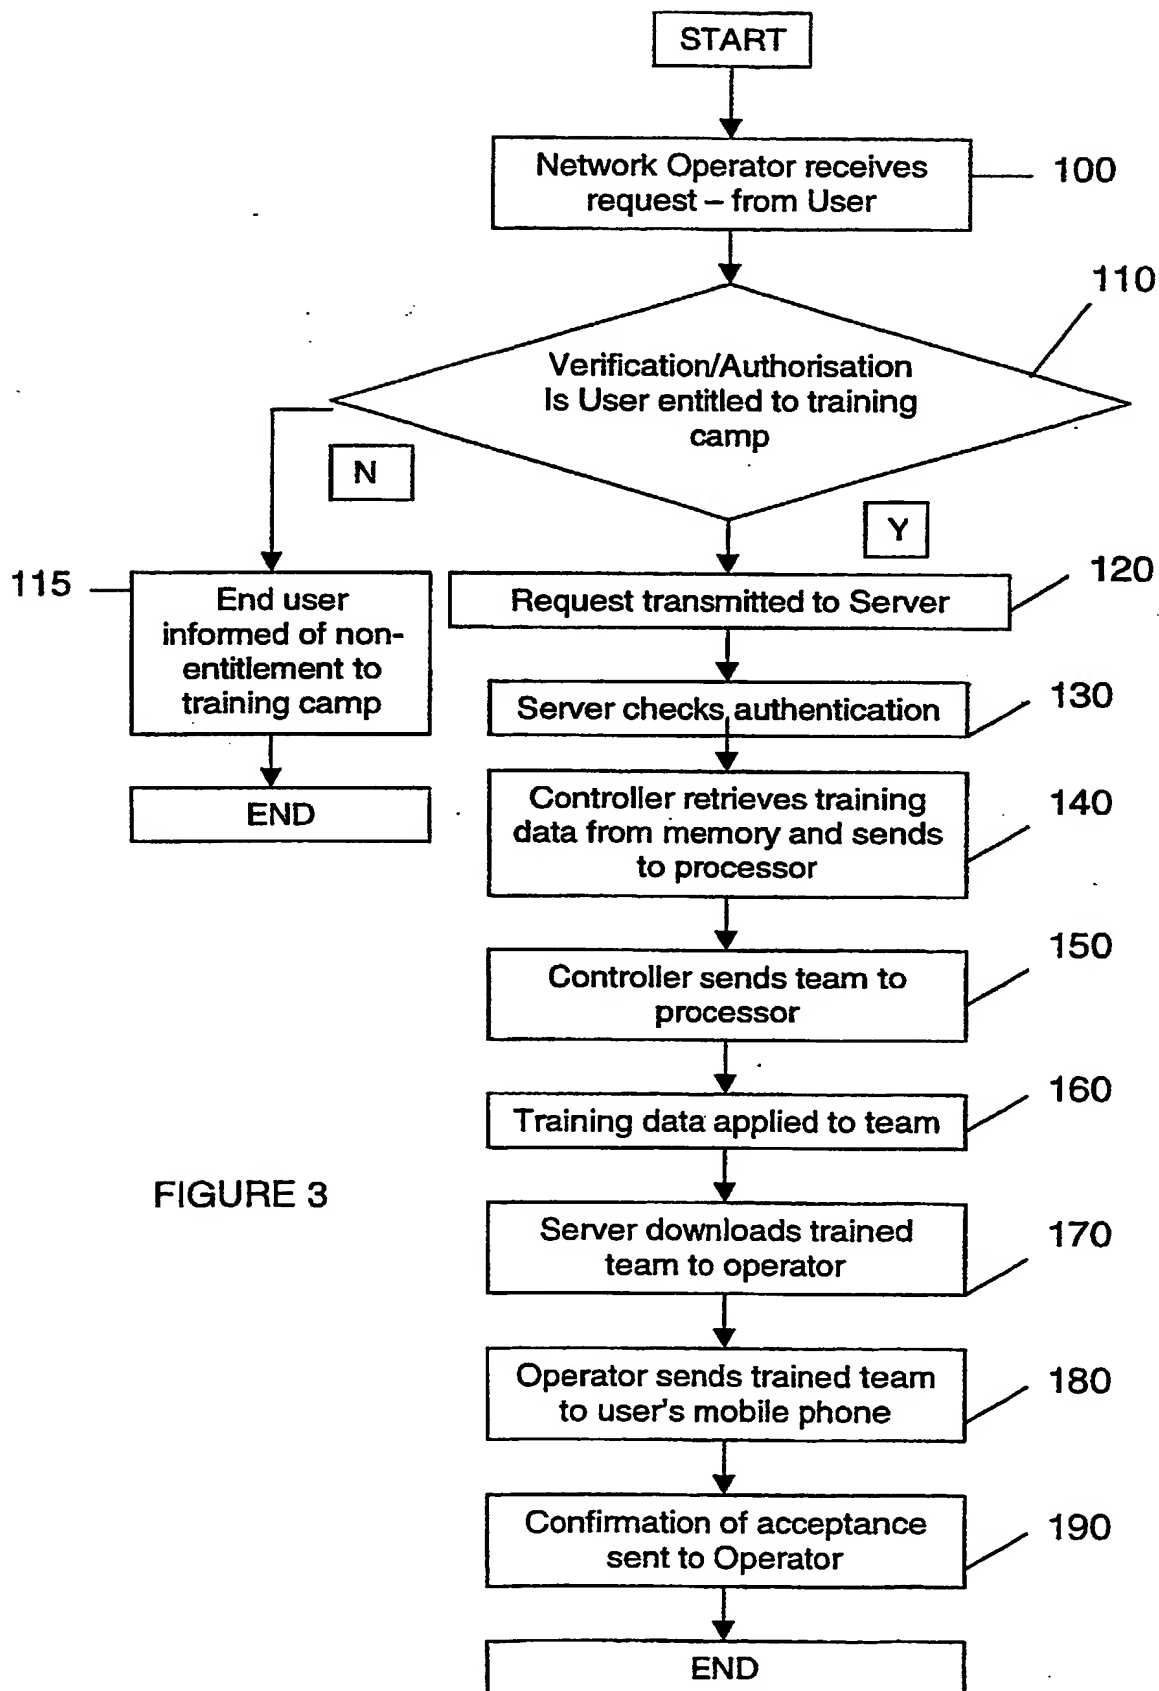 START
Network Operator receives
request – from User
100
110
Verification/Authorisation
Is User entitled to training
camp
N
Y
115
End user
informed of non-
entitlement to
training camp
END
120
Request transmitted to Server
130
Server checks authentication
140
Controller retrieves training
data from memory and sends
to processor
150
Controller sends team to
processor
160
Training data applied to team
FIGURE 3
170
Server downloads trained
team to operator
180
Operator sends trained team
to user's mobile phone
190
Confirmation of acceptance
sent to Operator
END